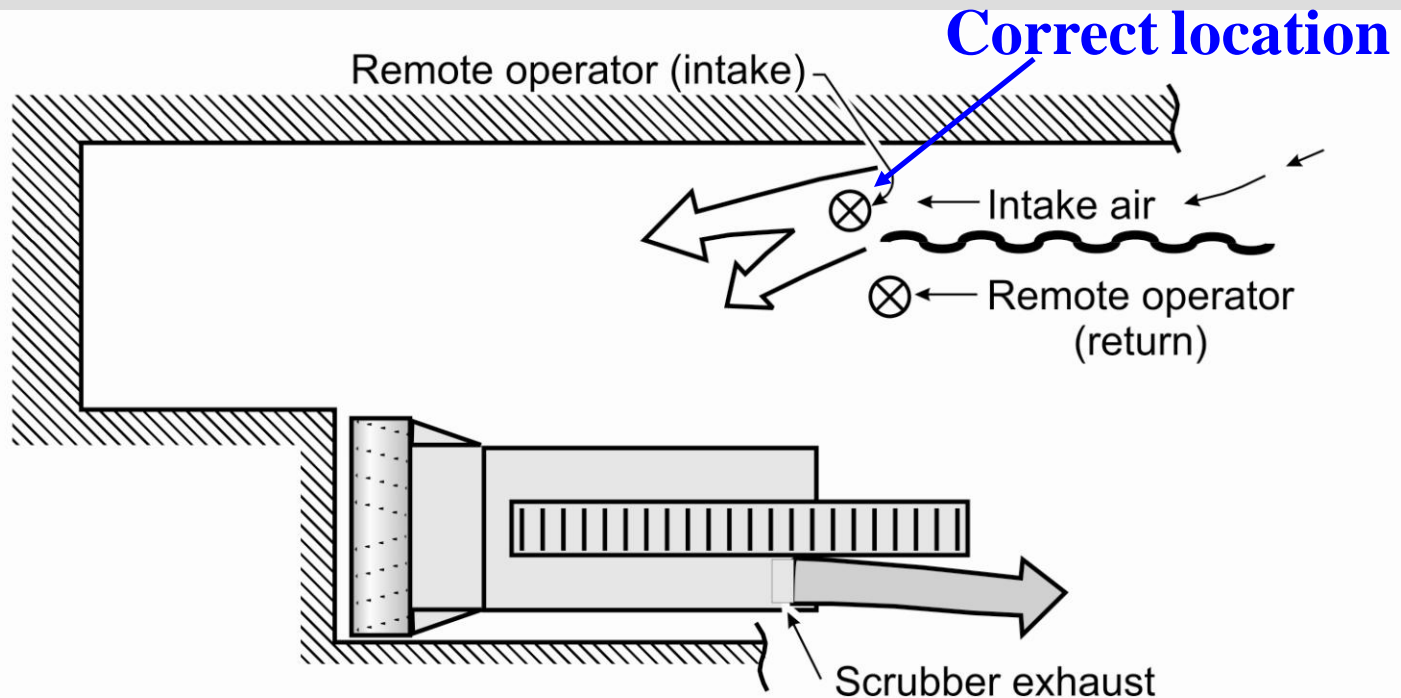 Correct location
Remote operator (intake)
Intake air
Remote operator
(return)
Scrubber exhaust